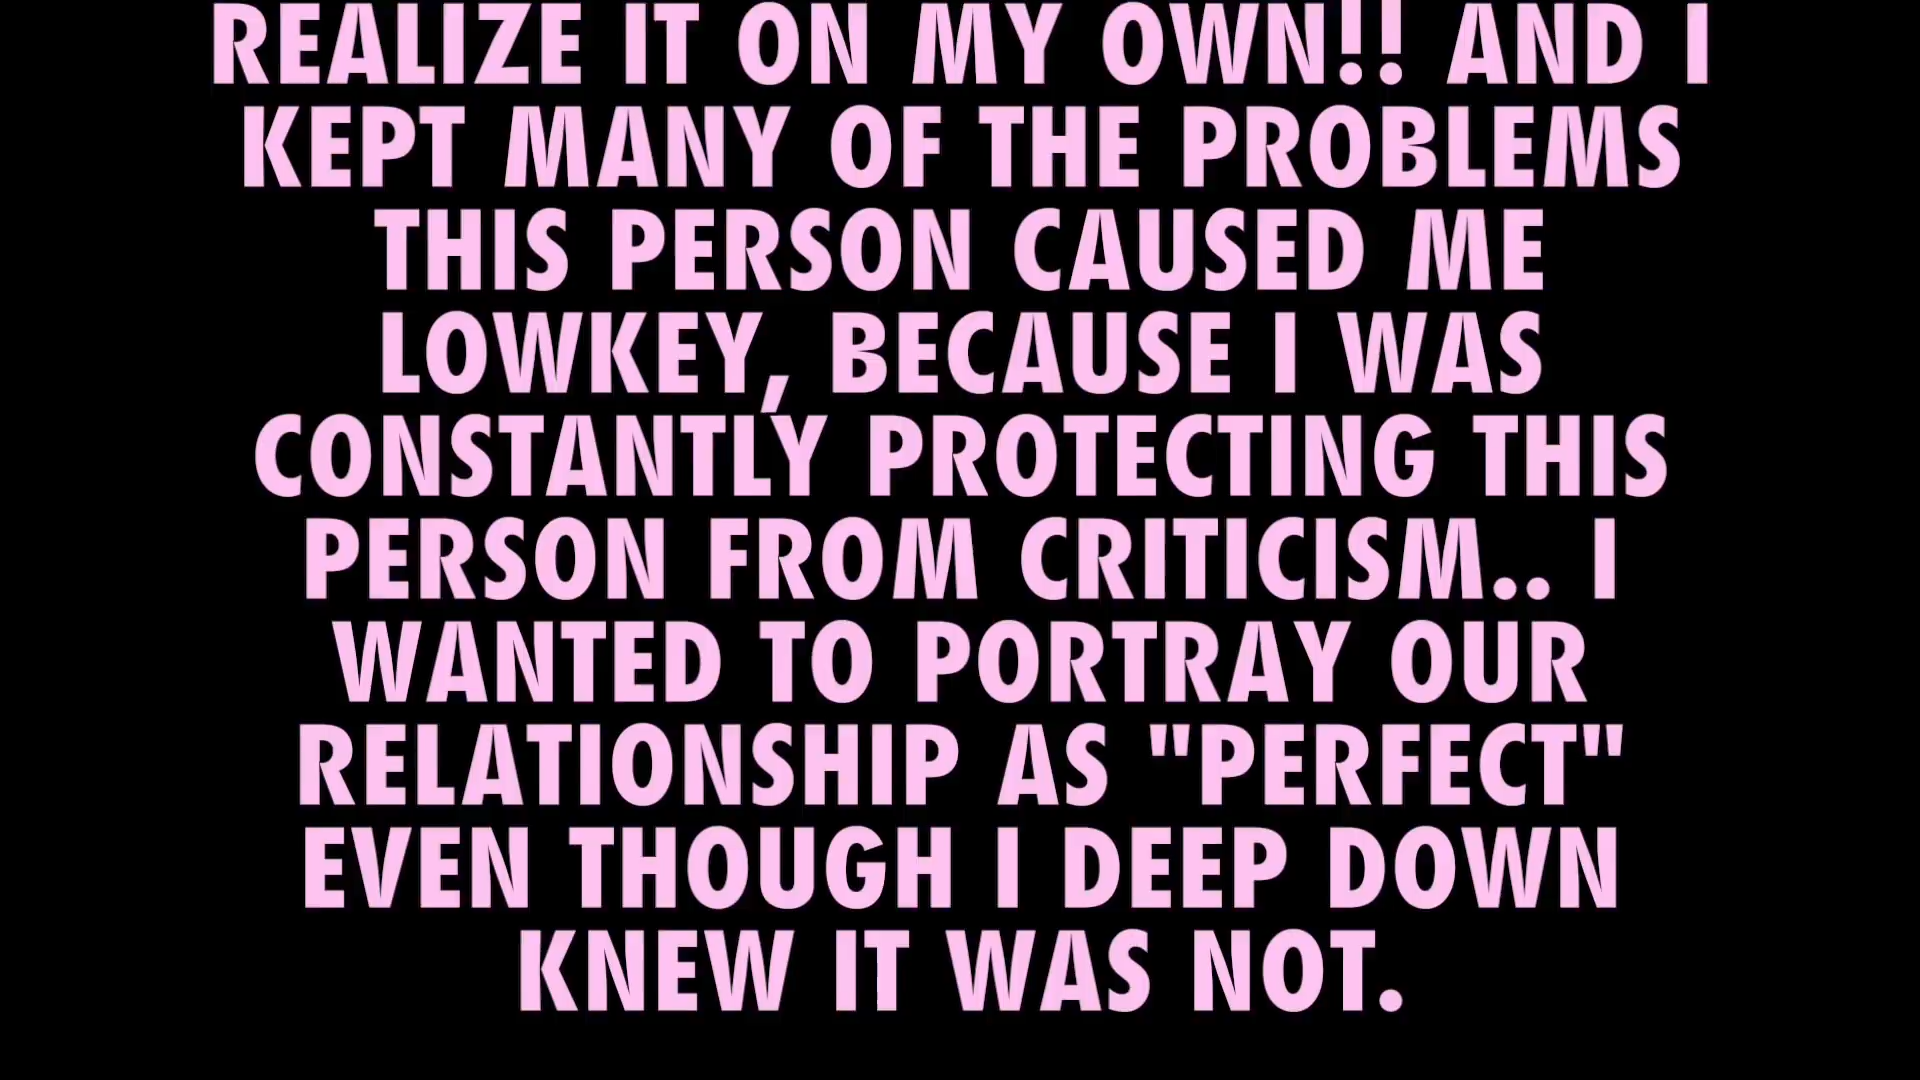 REALIZE IT ON MY OWN!! AND I
KEPT MANY OF THE PROBLEMS
THIS PERSON CAUSED ME
LOWKEY, BECAUSE I WAS
CONSTANTLY PROTECTING THIS
PERSON FROM CRITICISM.. I
WANTED TO PORTRAY OUR
RELATIONSHIP AS "PERFECT"
EVEN THOUGH I DEEP DOWN
KNEW IT WAS NOT.